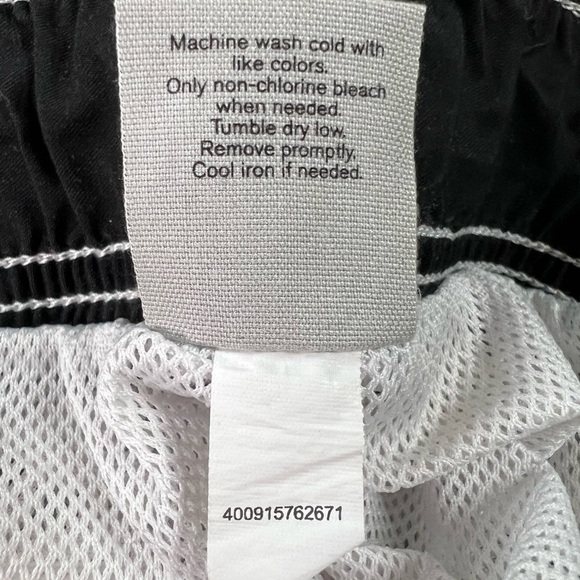 Machine wash cold with
like colors.
Only non-chlorine bleach
when needed.
Tumble dry low.
Remove promptly.
Cool iron if needed.
400915762671